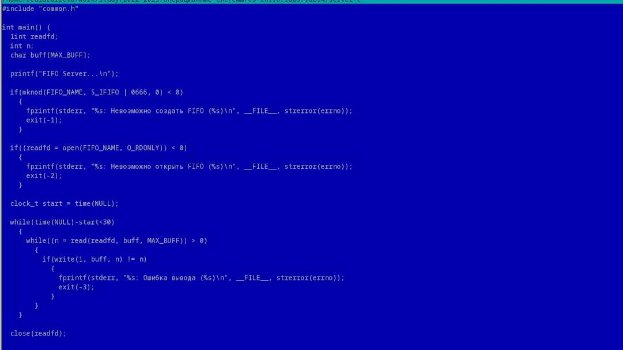 #include "common.h"
int main() {
int readfd;
int n;
char buff[MAX_BUFF];
printf("FIFO Server...\n");
if(mknod(FIFO_NAME, S_IFIFO | 0666, 0) < 0)
{
fprintf(stderr, "%s: Невозможно создать FIFO (%s)\n", __FILE__, strerror(errno));
exit(-1);
}
if((readfd = open(FIFO_NAME, O_RDONLY)) < 0)
{
fprintf(stderr, "%s: Невозможно открыть FIFO (%s)\n", __FILE__, strerror(errno));
exit(-2);
}
clock_t start = time(NULL);
while(time(NULL)-start<30)
{
while((n = read(readfd, buff, MAX_BUFF)) > 0)
{
if(write(1, buff, n) != n)
{
fprintf(stderr, "%s: Ошибка вывода (%s)\n", __FILE__, strerror(errno));
exit(-3);
}
}
}
close(readfd);